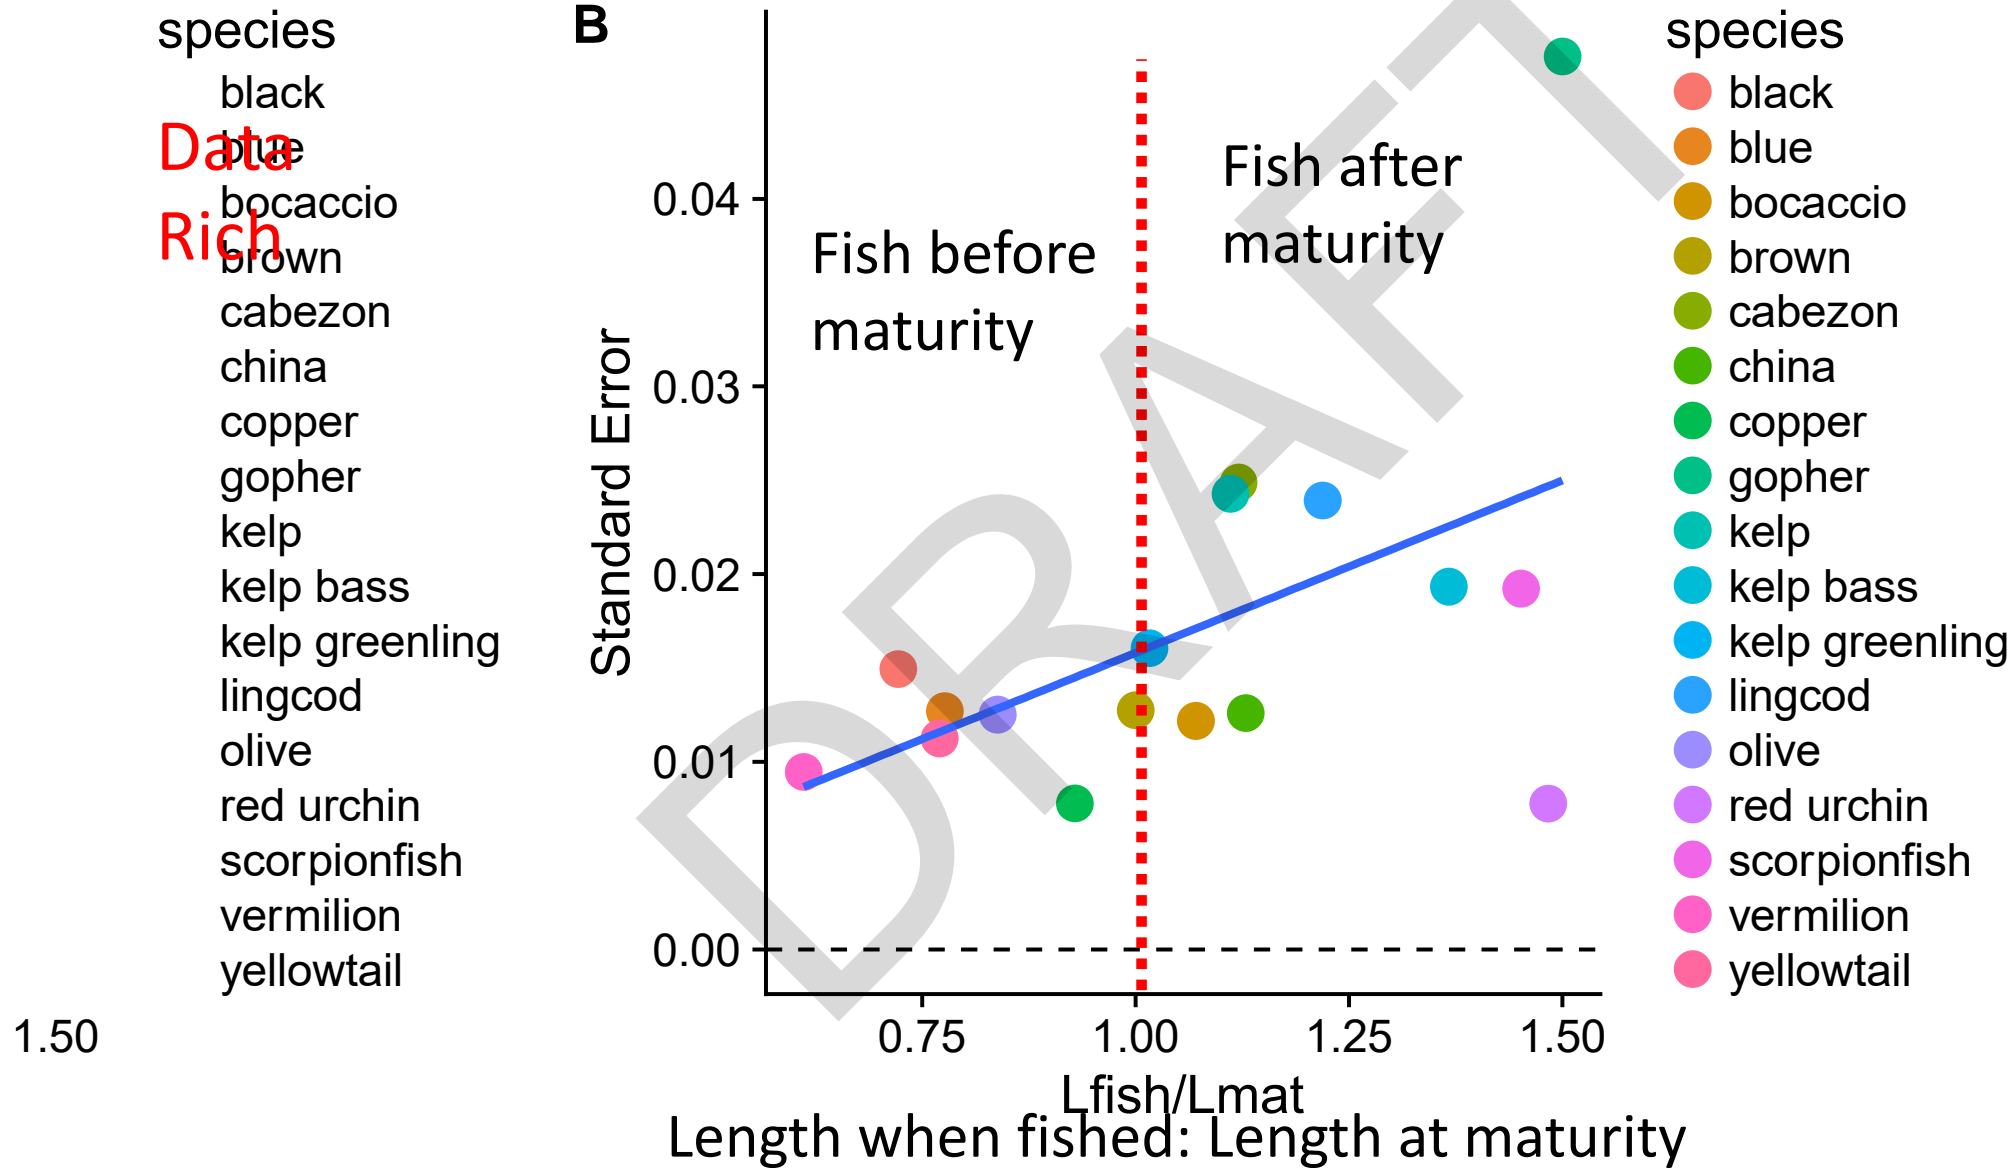 species
black
blue
bocaccio
brown
cabezon
china
copper
gopher
kelp
kelp bass
kelp greenling
lingcod
olive
red urchin
scorpionfish
vermilion
yellowtail
Data
Rich
1.50
B
Standard Error
0.04
0.03
0.02
0.01
0.00
Fish before
maturity
Fish after
maturity
DRAFT
0.75 1.00 1.25 1.50
Lfish/Lmat
Length when fished: Length at maturity
species
black
blue
bocaccio
brown
cabezon
china
copper
gopher
kelp
kelp bass
kelp greenling
lingcod
olive
red urchin
scorpionfish
vermilion
yellowtail